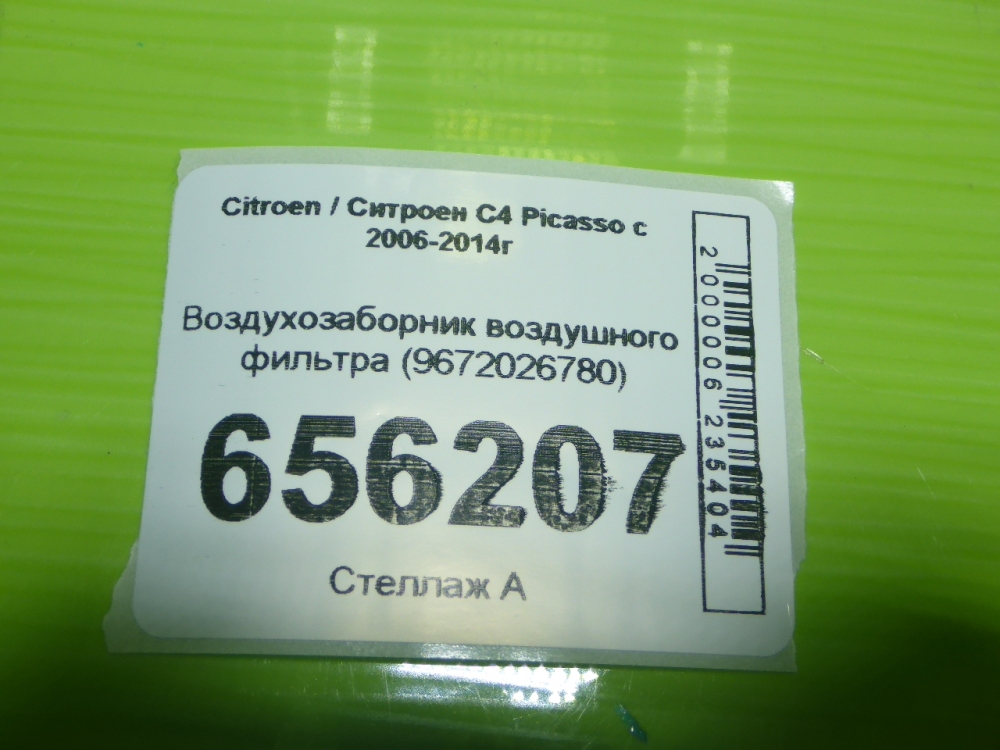 Citroen / Ситроен C4 Picasso с
2006-2014г
Воздухозаборник воздушного
фильтра (9672026780)
656207
Стеллаж А
2000006235404